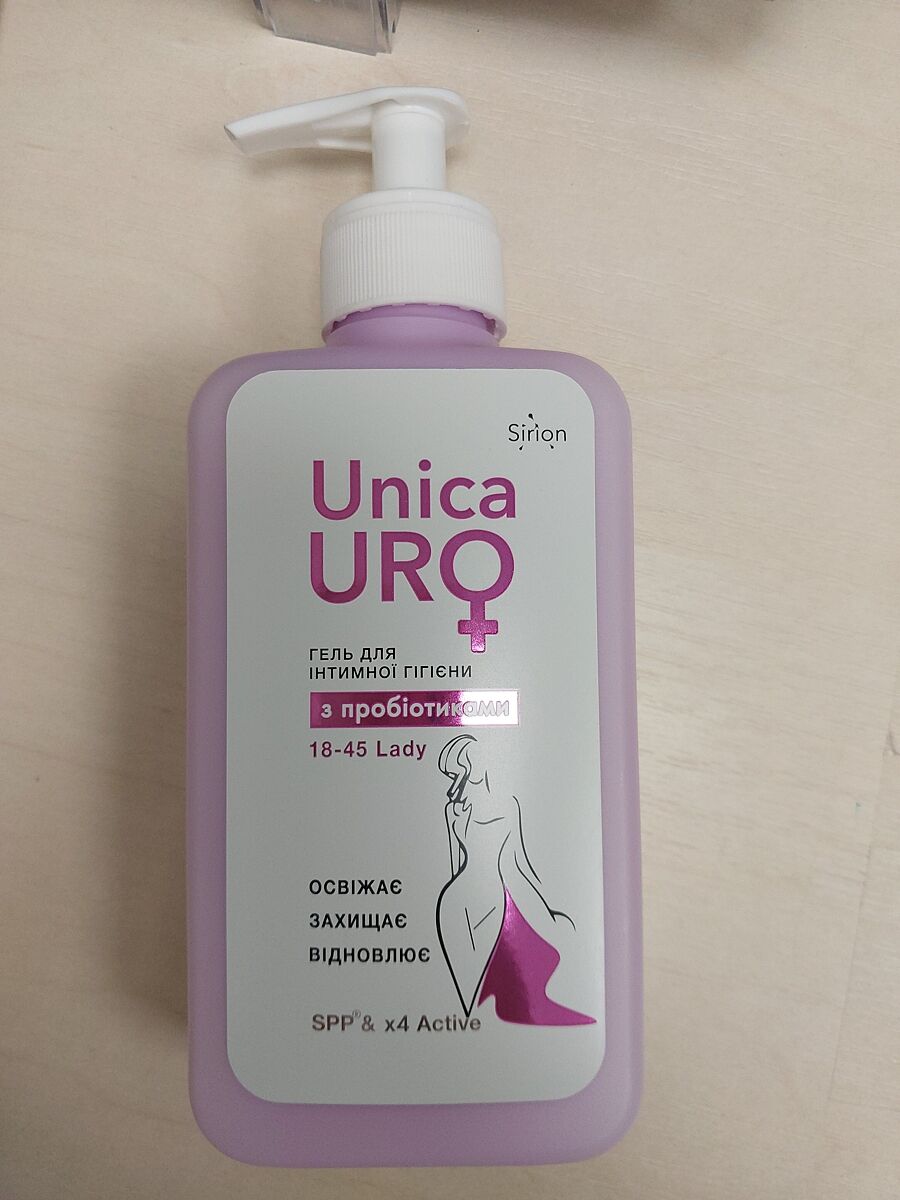 Sirion
Unica
URO
ГЕЛЬ ДЛЯ
ІНТИМНОЇ ГІГІЄНИ
з пробіотиками
18-45 Lady
ОСВІЖАЄ
ЗАХИЩАЄ
ВІДНОВЛЮЄ
SPP® & x4 Active